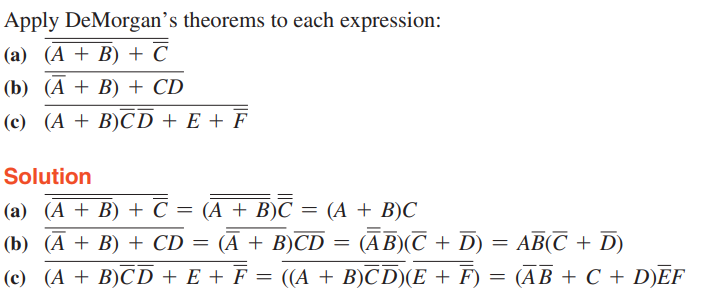 Apply DeMorgan's theorems to each expression:
(a) $\overline{\overline{(A + B)} + \overline{C}}$
(b) $\overline{(\overline{A} + B) + CD}$
(c) $\overline{(A + B)\overline{C}\,\overline{D} + E + \overline{F}}$
Solution
(a) $\overline{\overline{(A + B)} + \overline{C}} = \overline{\overline{(A + B)}}\,\overline{\overline{C}} = (A + B)C$
(b) $\overline{(\overline{A} + B) + CD} = \overline{(\overline{A} + B)}\,\overline{CD} = (\overline{\overline{A}}\,\overline{B})(\overline{C} + \overline{D}) = A\overline{B}(\overline{C} + \overline{D})$
(c) $\overline{(A + B)\overline{C}\,\overline{D} + E + \overline{F}} = \overline{((A + B)\overline{C}\,\overline{D})}\,\overline{(E + \overline{F})} = (\overline{A}\,\overline{B} + C + D)\overline{E}F$